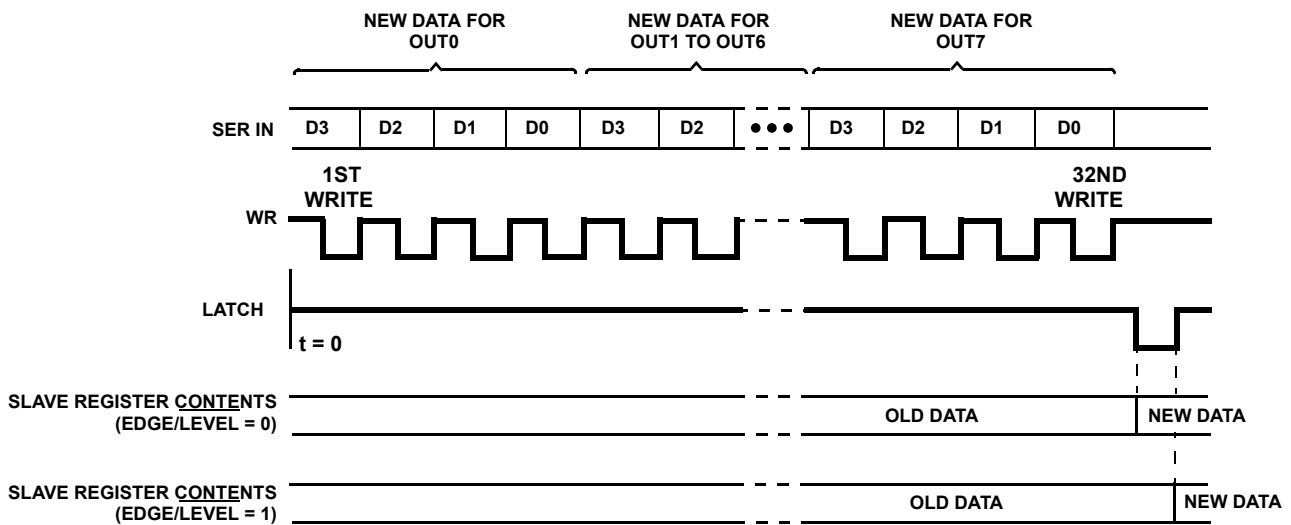 NEW DATA FOR
OUT0
NEW DATA FOR
OUT1 TO OUT6
NEW DATA FOR
OUT7
SER IN D3 D2 D1 D0 D3 D2 ••• D3 D2 D1 D0
1ST
WRITE
32ND
WRITE
WR
LATCH
t = 0
SLAVE REGISTER CONTENTS
(EDGE/LEVEL = 0)
OLD DATA NEW DATA
SLAVE REGISTER CONTENTS
(EDGE/LEVEL = 1)
OLD DATA NEW DATA